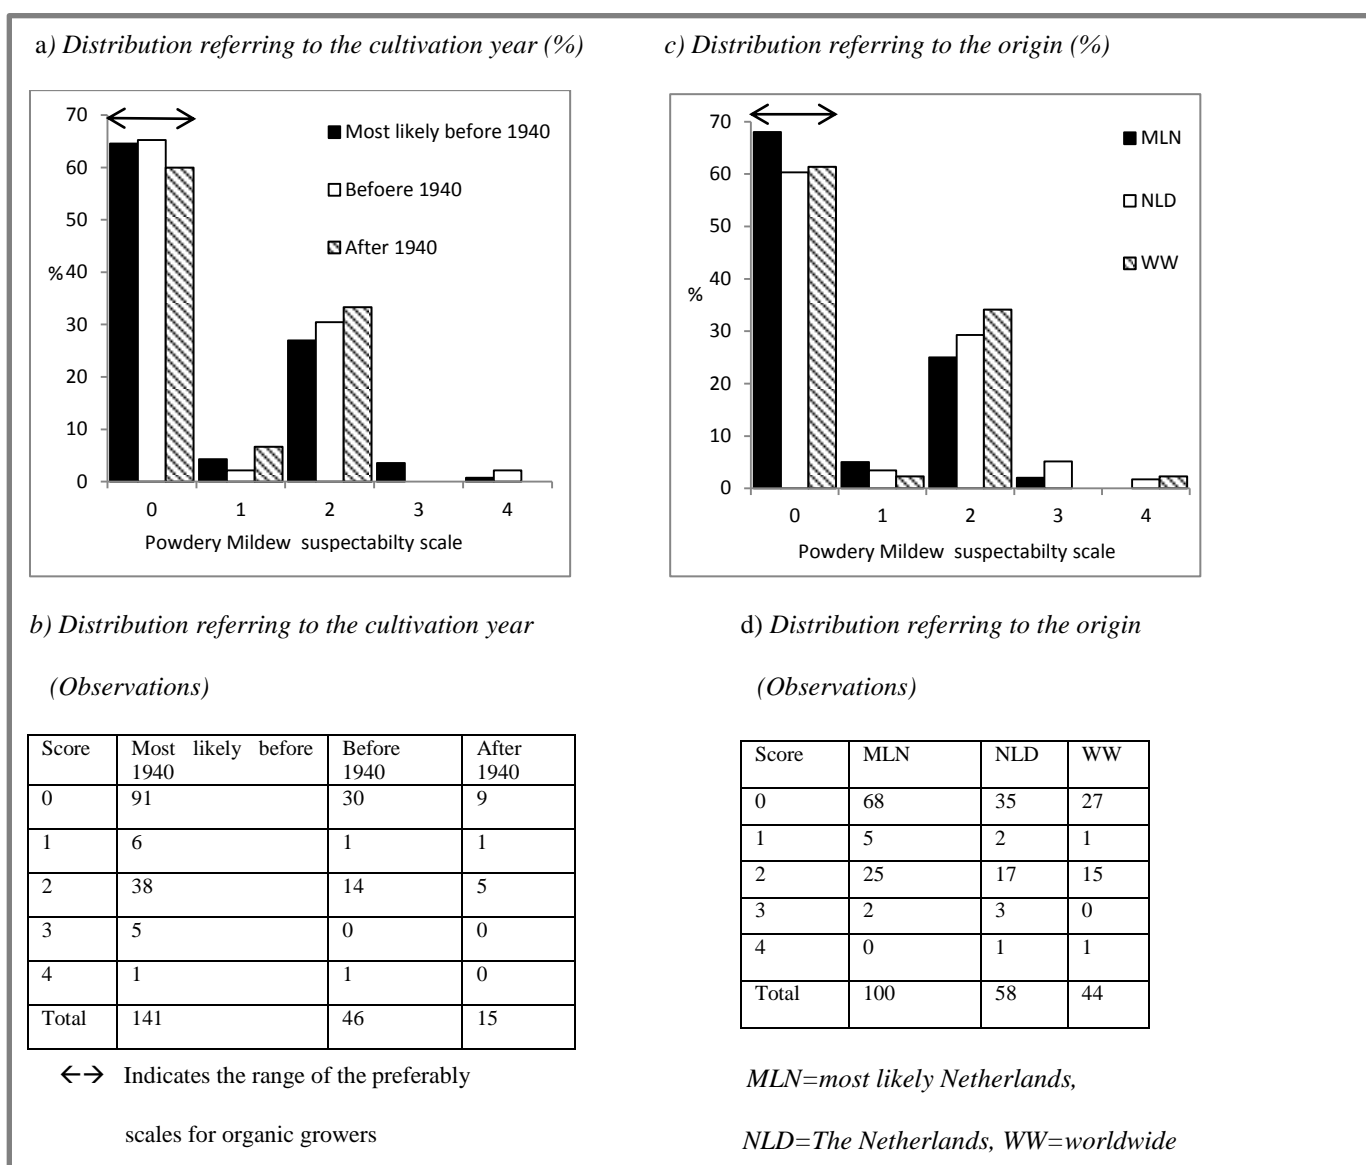 a) Distribution referring to the cultivation year (%)
70
60
50
%40
30
20
10
0
Most likely before 1940
Befoere 1940
After 1940
0 1 2 3 4
Powdery Mildew suspectabilty scale
c) Distribution referring to the origin (%)
70
60
50
40
%
30
20
10
0
MLN
NLD
WW
0 1 2 3 4
Powdery Mildew suspectabilty scale
b) Distribution referring to the cultivation year
(Observations)
Score Most likely before 1940 Before 1940 After 1940
0 91 30 9
1 6 1 1
2 38 14 5
3 5 0 0
4 1 1 0
Total 141 46 15
←→ Indicates the range of the preferably
scales for organic growers
d) Distribution referring to the origin
(Observations)
Score MLN NLD WW
0 68 35 27
1 5 2 1
2 25 17 15
3 2 3 0
4 0 1 1
Total 100 58 44
MLN=most likely Netherlands,
NLD=The Netherlands, WW=worldwide